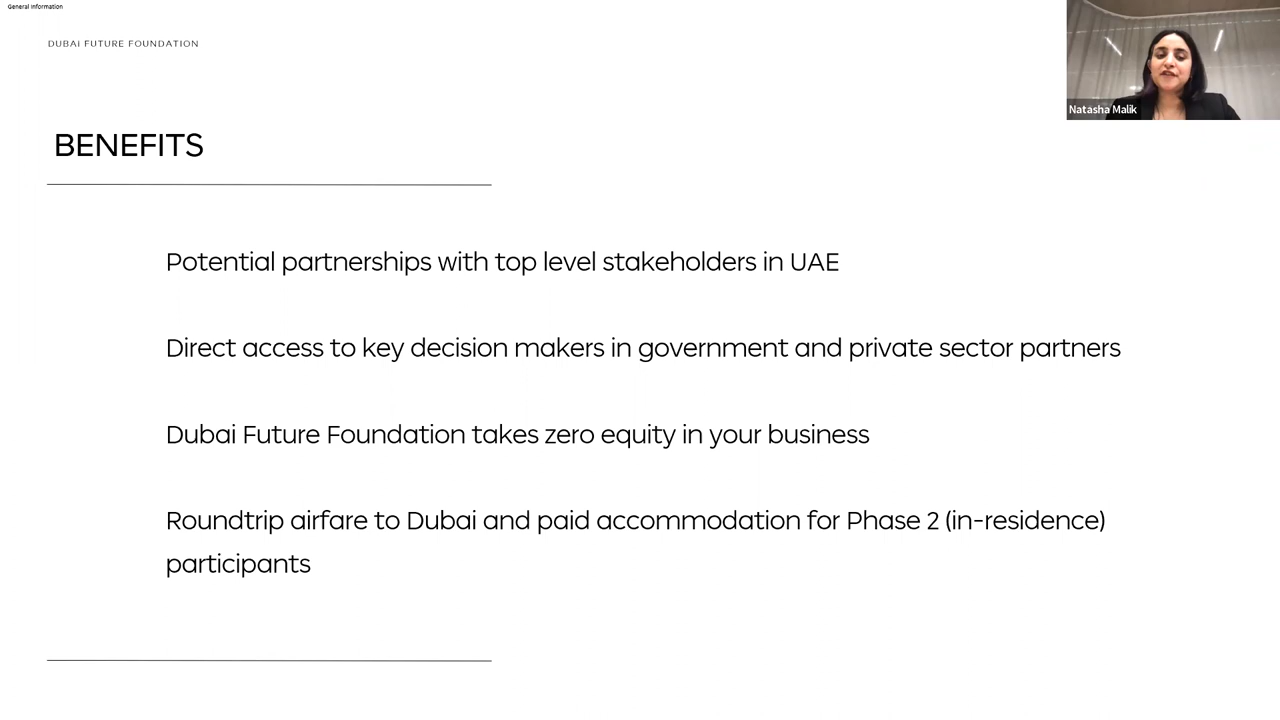 General Information
DUBAI FUTURE FOUNDATION
Natasha Malik
BENEFITS
Potential partnerships with top level stakeholders in UAE
Direct access to key decision makers in government and private sector partners
Dubai Future Foundation takes zero equity in your business
Roundtrip airfare to Dubai and paid accommodation for Phase 2 (in-residence)
participants